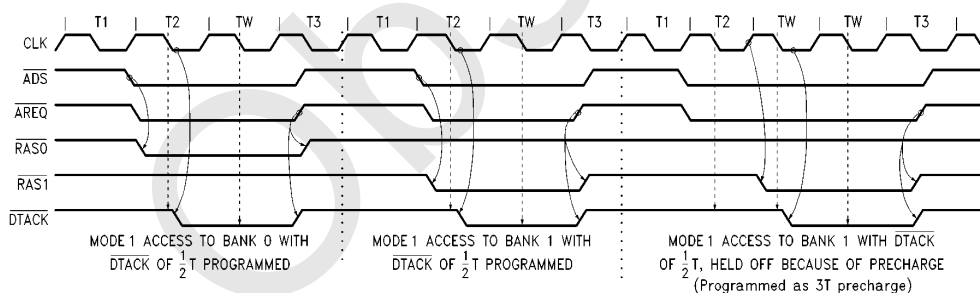 T1 T2 TW T3 T1 T2 TW T3 T1 T2 TW TW T3
CLK
ADS
AREQ
RAS0
RAS1
DTACK
MODE 1 ACCESS TO BANK 0 WITH
DTACK OF 1/2T PROGRAMMED
MODE 1 ACCESS TO BANK 1 WITH
DTACK OF 1/2T PROGRAMMED
MODE 1 ACCESS TO BANK 1 WITH DTACK
OF 1/2T, HELD OFF BECAUSE OF PRECHARGE
(Programmed as 3T precharge)